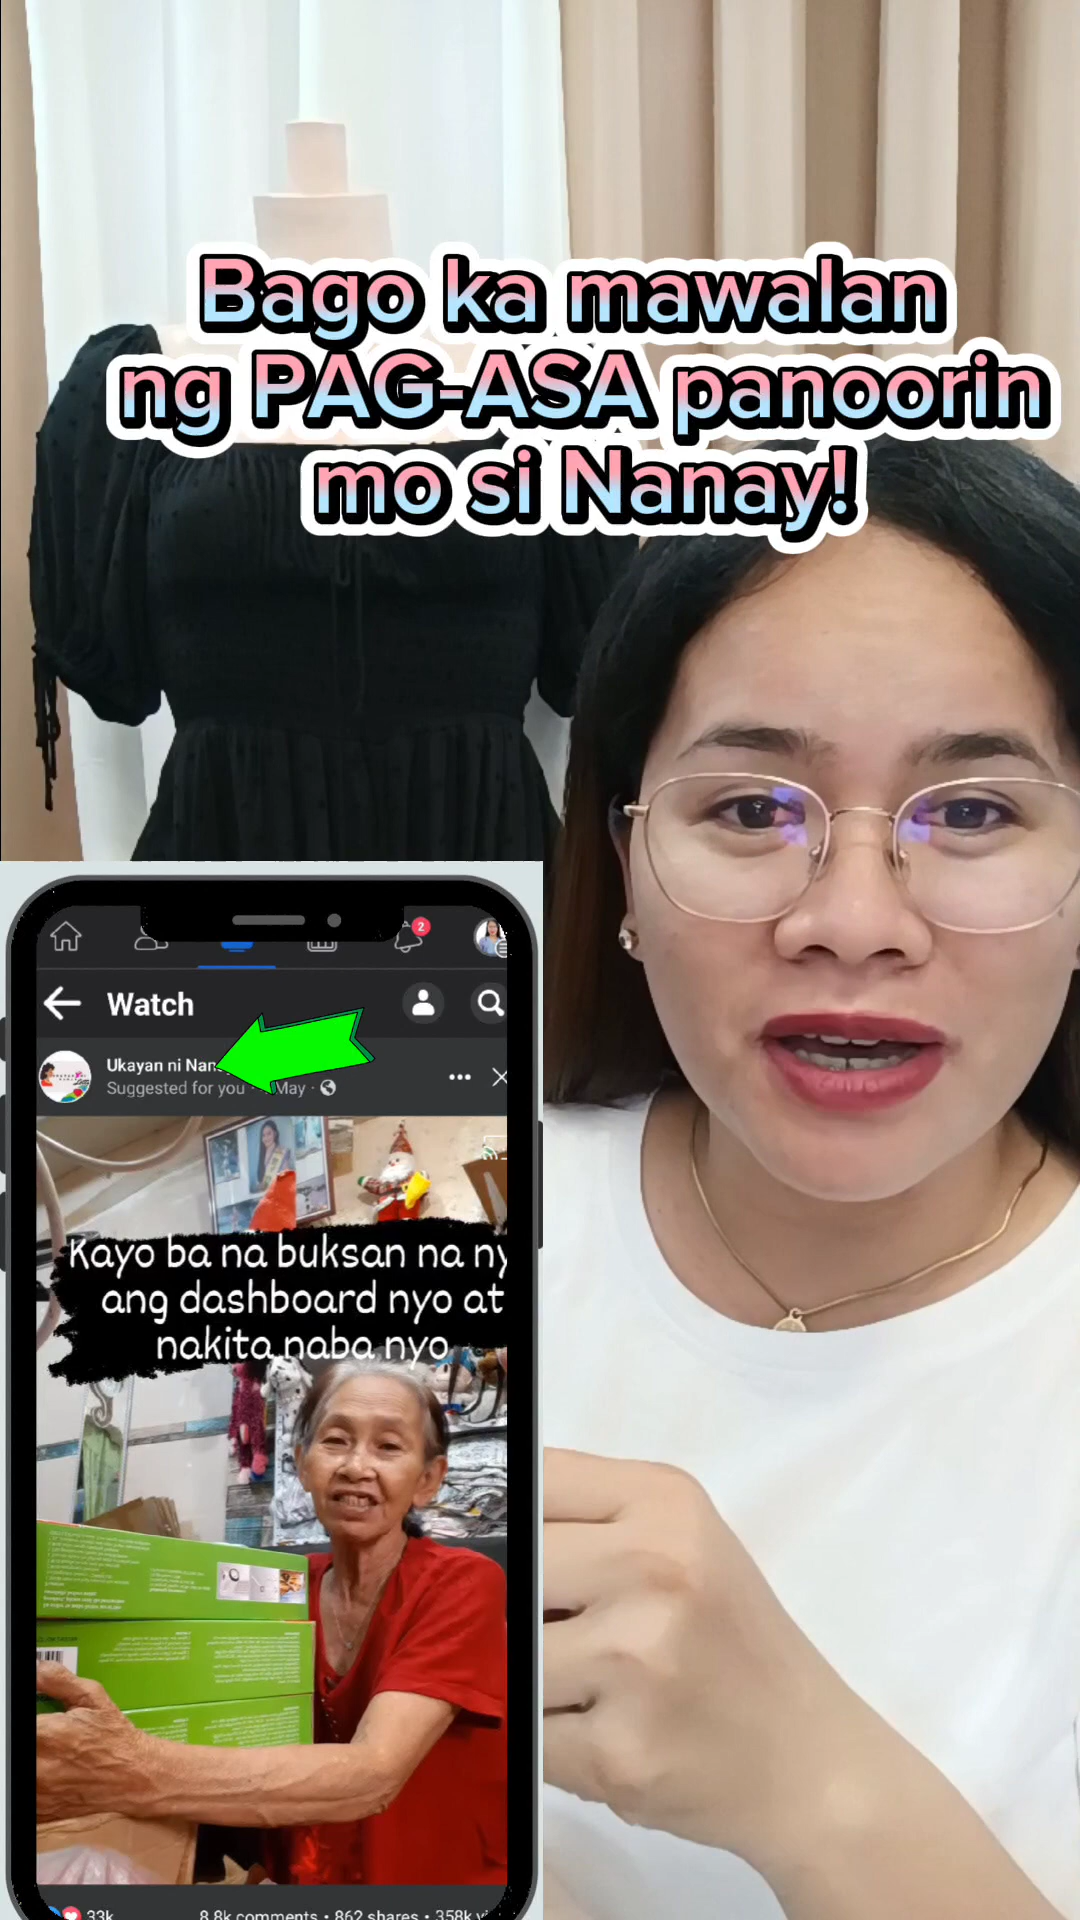 Bago ka mawalan
ng PAG-ASA panoorin
mo si Nanay!
2
Watch
Ukayan ni
Suggested for you · May ·
Kayo ba na buksan na ny
ang dashboard nyo at
nakita naba nyo
33k
8.8k comments • 862 shares • 358k